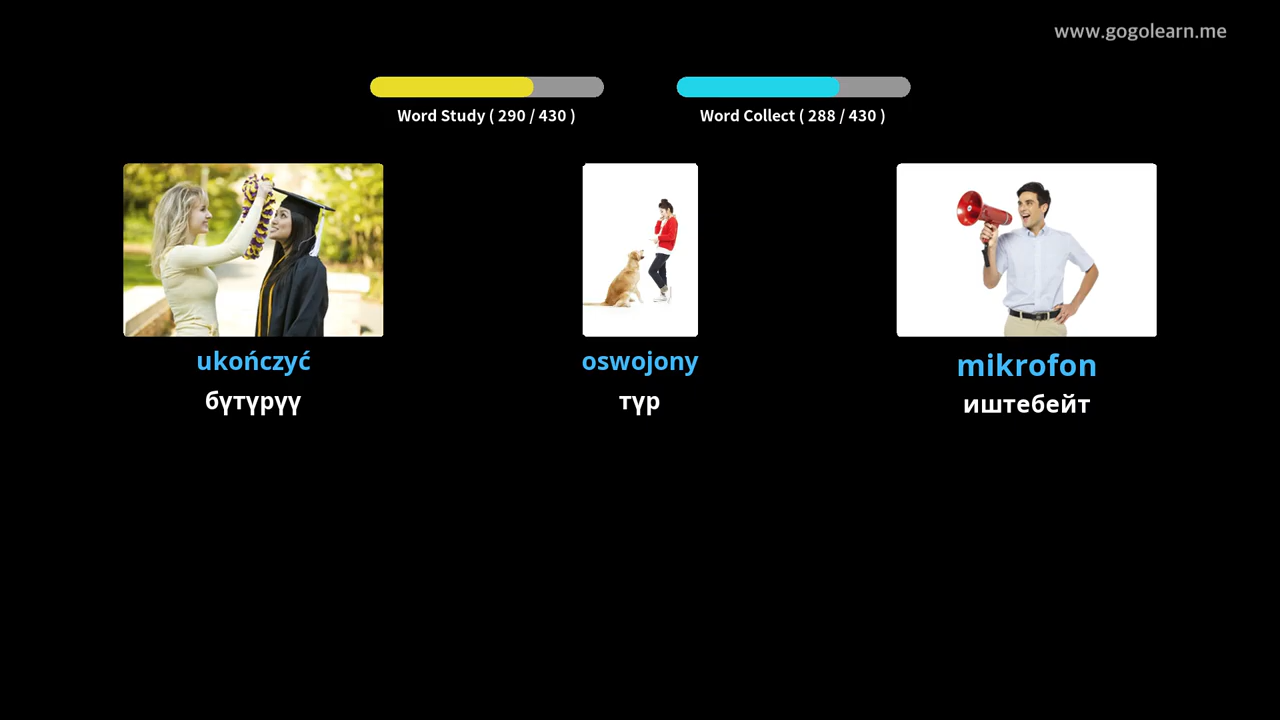 www.gogolearn.me
Word Study ( 290 / 430 )
Word Collect ( 288 / 430 )
ukończyć
oswojony
mikrofon
бүтүрүү
түр
иштебейт